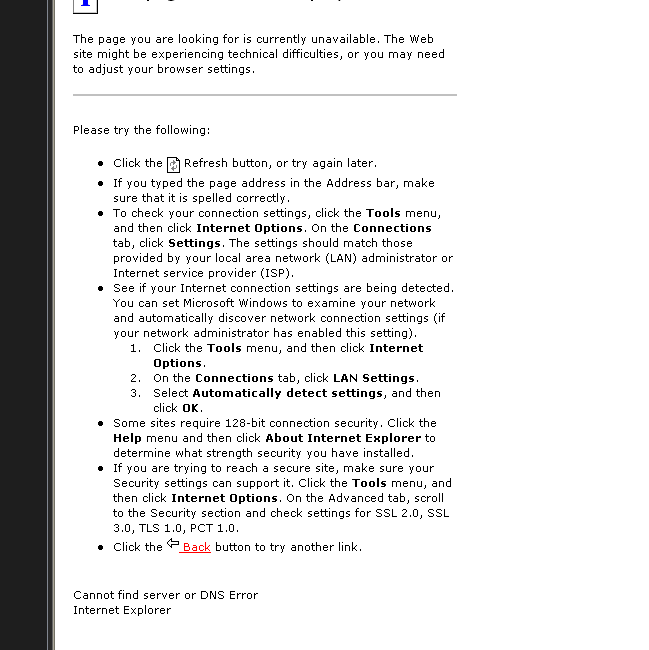 The page you are looking for is currently unavailable. The Web
site might be experiencing technical difficulties, or you may need
to adjust your browser settings.
Please try the following:
Click the Refresh button, or try again later.
If you typed the page address in the Address bar, make
sure that it is spelled correctly.
To check your connection settings, click the Tools menu,
and then click Internet Options. On the Connections
tab, click Settings. The settings should match those
provided by your local area network (LAN) administrator or
Internet service provider (ISP).
See if your Internet connection settings are being detected.
You can set Microsoft Windows to examine your network
and automatically discover network connection settings (if
your network administrator has enabled this setting).
1. Click the Tools menu, and then click Internet
Options.
2. On the Connections tab, click LAN Settings.
3. Select Automatically detect settings, and then
click OK.
Some sites require 128-bit connection security. Click the
Help menu and then click About Internet Explorer to
determine what strength security you have installed.
If you are trying to reach a secure site, make sure your
Security settings can support it. Click the Tools menu, and
then click Internet Options. On the Advanced tab, scroll
to the Security section and check settings for SSL 2.0, SSL
3.0, TLS 1.0, PCT 1.0.
Click the Back button to try another link.
Cannot find server or DNS Error
Internet Explorer